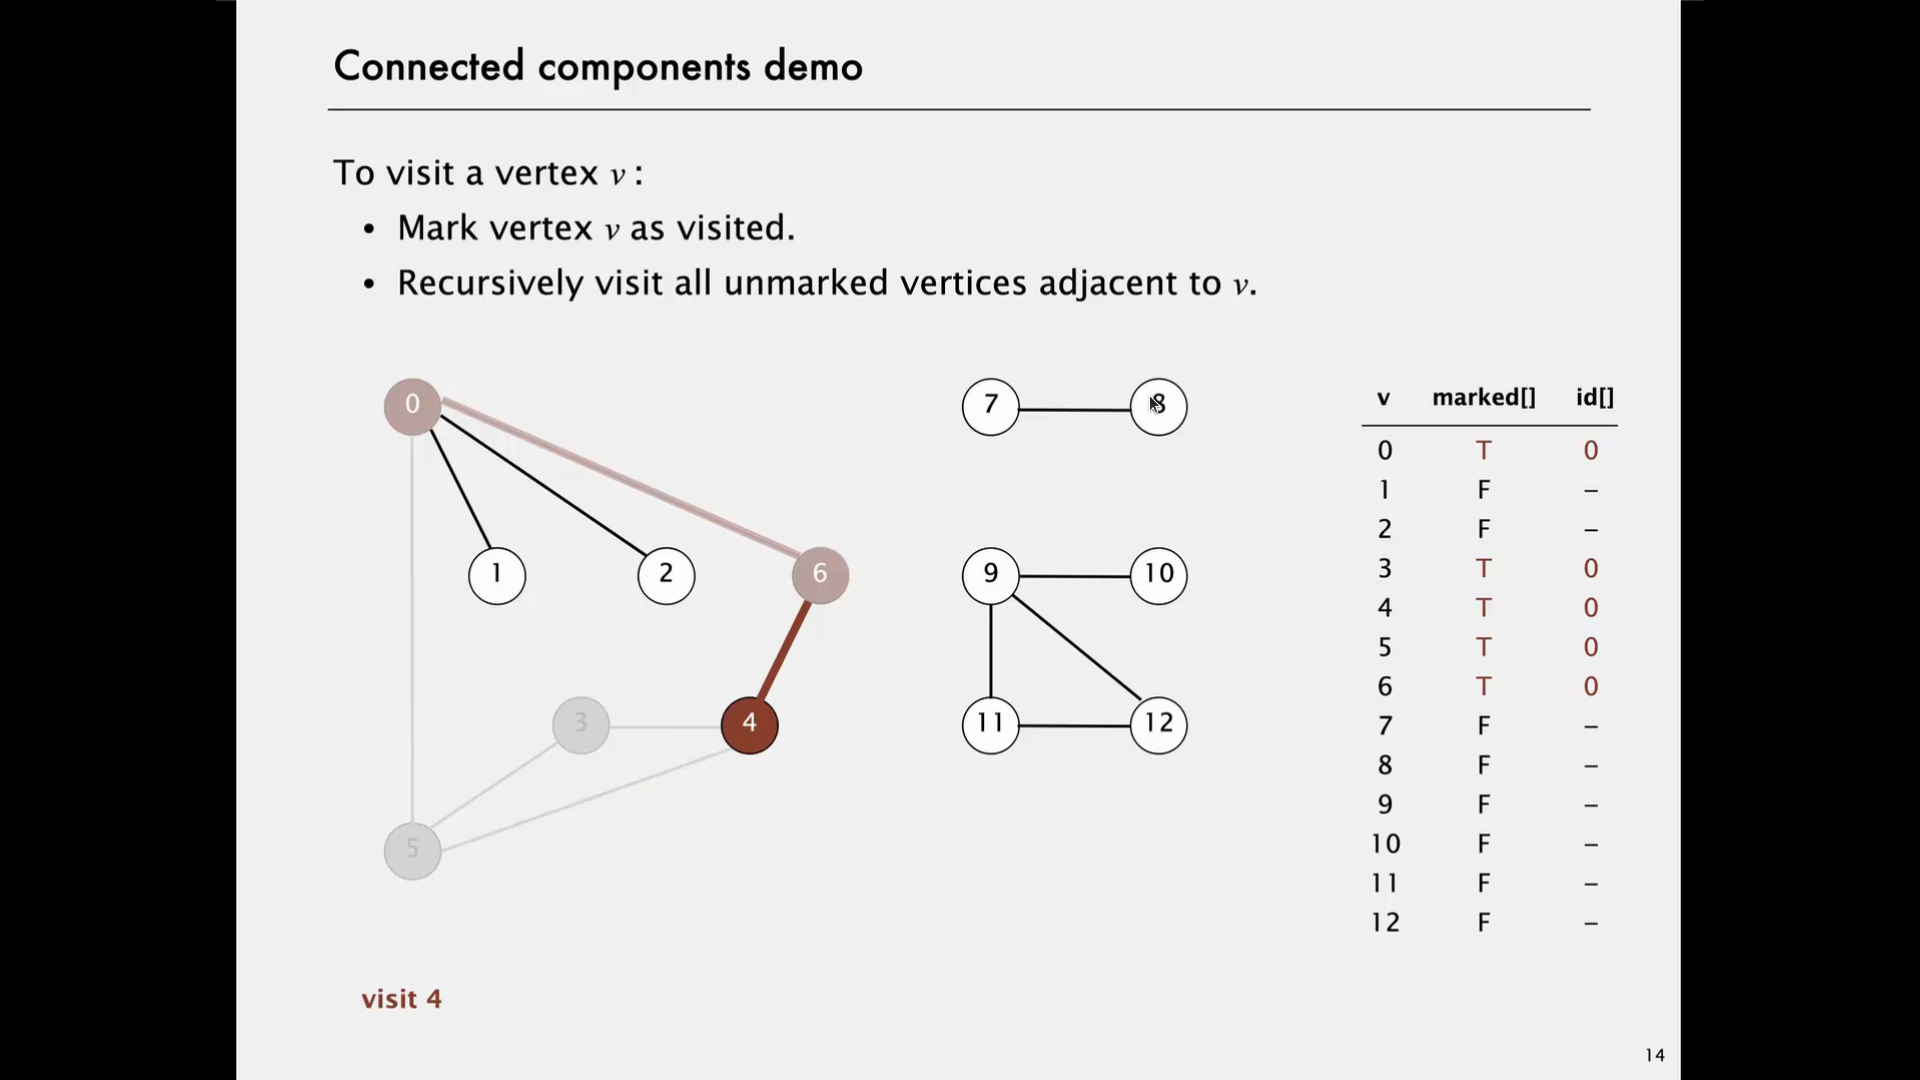 Connected components demo
To visit a vertex v :
• Mark vertex v as visited.
• Recursively visit all unmarked vertices adjacent to v.
0
7
8
1
2
6
9
10
3
4
11
12
5
v marked[] id[]
0 T 0
1 F –
2 F –
3 T 0
4 T 0
5 T 0
6 T 0
7 F –
8 F –
9 F –
10 F –
11 F –
12 F –
visit 4
14